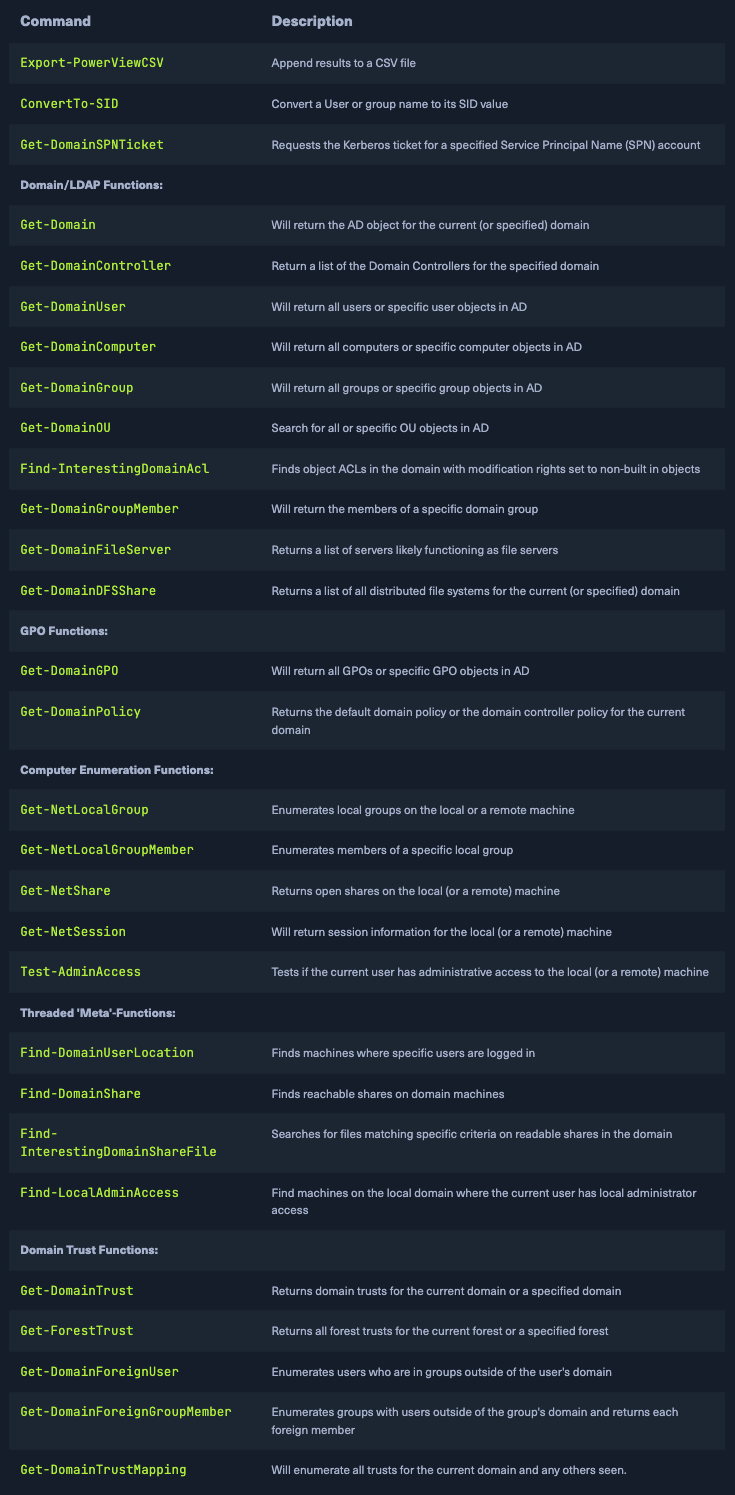 Command Description
Export-PowerViewCSV Append results to a CSV file
ConvertTo-SID Convert a User or group name to its SID value
Get-DomainSPNTicket Requests the Kerberos ticket for a specified Service Principal Name (SPN) account
Domain/LDAP Functions:
Get-Domain Will return the AD object for the current (or specified) domain
Get-DomainController Return a list of the Domain Controllers for the specified domain
Get-DomainUser Will return all users or specific user objects in AD
Get-DomainComputer Will return all computers or specific computer objects in AD
Get-DomainGroup Will return all groups or specific group objects in AD
Get-DomainOU Search for all or specific OU objects in AD
Find-InterestingDomainAcl Finds object ACLs in the domain with modification rights set to non-built in objects
Get-DomainGroupMember Will return the members of a specific domain group
Get-DomainFileServer Returns a list of servers likely functioning as file servers
Get-DomainDFSShare Returns a list of all distributed file systems for the current (or specified) domain
GPO Functions:
Get-DomainGPO Will return all GPOs or specific GPO objects in AD
Get-DomainPolicy Returns the default domain policy or the domain controller policy for the current
domain
Computer Enumeration Functions:
Get-NetLocalGroup Enumerates local groups on the local or a remote machine
Get-NetLocalGroupMember Enumerates members of a specific local group
Get-NetShare Returns open shares on the local (or a remote) machine
Get-NetSession Will return session information for the local (or a remote) machine
Test-AdminAccess Tests if the current user has administrative access to the local (or a remote) machine
Threaded 'Meta'-Functions:
Find-DomainUserLocation Finds machines where specific users are logged in
Find-DomainShare Finds reachable shares on domain machines
Find- Searches for files matching specific criteria on readable shares in the domain
InterestingDomainShareFile
Find-LocalAdminAccess Find machines on the local domain where the current user has local administrator
access
Domain Trust Functions:
Get-DomainTrust Returns domain trusts for the current domain or a specified domain
Get-ForestTrust Returns all forest trusts for the current forest or a specified forest
Get-DomainForeignUser Enumerates users who are in groups outside of the user's domain
Get-DomainForeignGroupMember Enumerates groups with users outside of the group's domain and returns each
foreign member
Get-DomainTrustMapping Will enumerate all trusts for the current domain and any others seen.